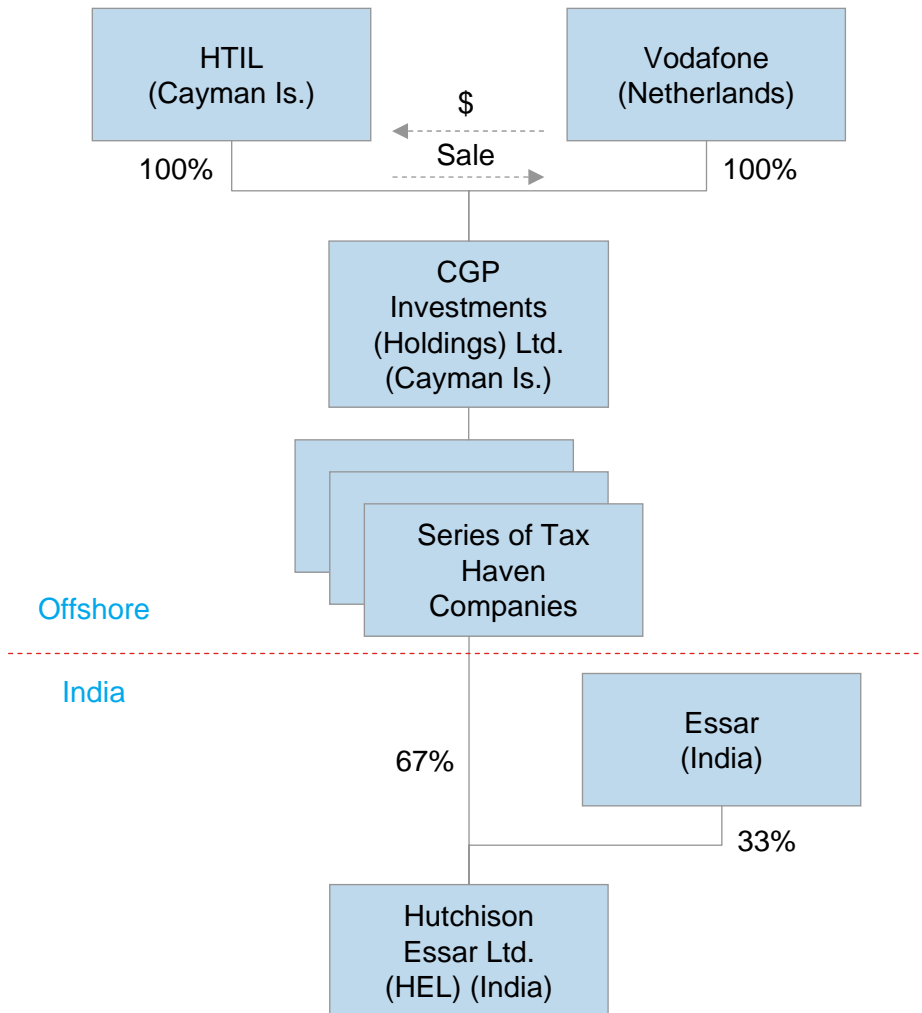 HTIL
(Cayman Is.)
Vodafone
(Netherlands)
$
Sale
100%
100%
CGP
Investments
(Holdings) Ltd.
(Cayman Is.)
Series of Tax
Haven
Companies
Offshore
India
Essar
(India)
67%
33%
Hutchison
Essar Ltd.
(HEL) (India)